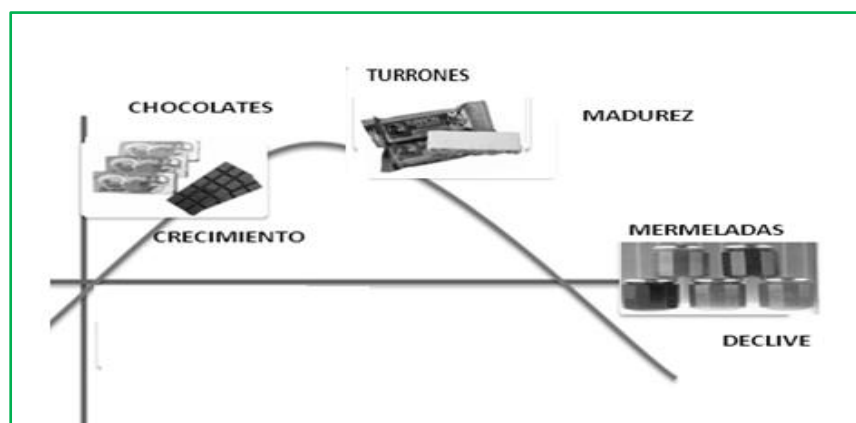 TURRONES
CHOCOLATES
MADUREZ
CRECIMIENTO
MERMELADAS
DECLIVE